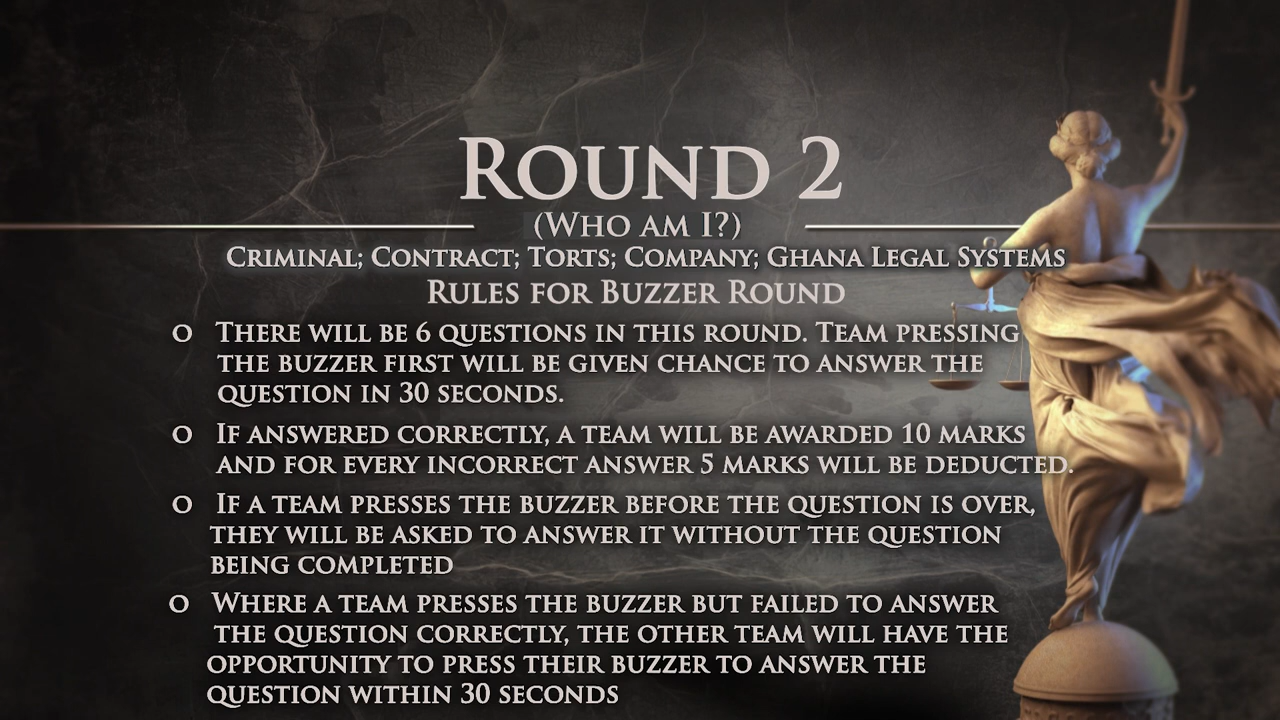 Round 2
(Who am I?)
Criminal; Contract; Torts; Company; Ghana Legal Systems
Rules for Buzzer Round
o There will be 6 questions in this round. Team pressing
the buzzer first will be given chance to answer the
question in 30 seconds.
o If answered correctly, a team will be awarded 10 marks
and for every incorrect answer 5 marks will be deducted.
o If a team presses the buzzer before the question is over,
they will be asked to answer it without the question
being completed
o Where a team presses the buzzer but failed to answer
the question correctly, the other team will have the
opportunity to press their buzzer to answer the
question within 30 seconds